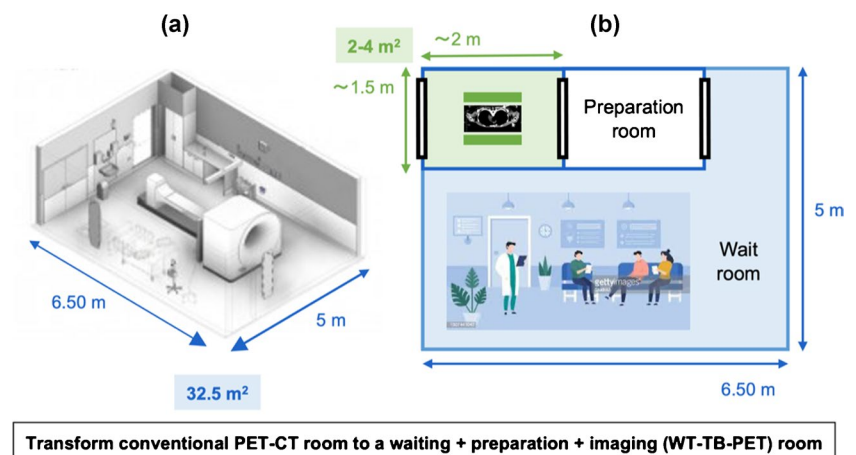 (a)
6.50 m
5 m
32.5 m²
(b)
2-4 m²
~2 m
~1.5 m
Preparation
room
Wait
room
gettyimages
5 m
6.50 m
Transform conventional PET-CT room to a waiting + preparation + imaging (WT-TB-PET) room